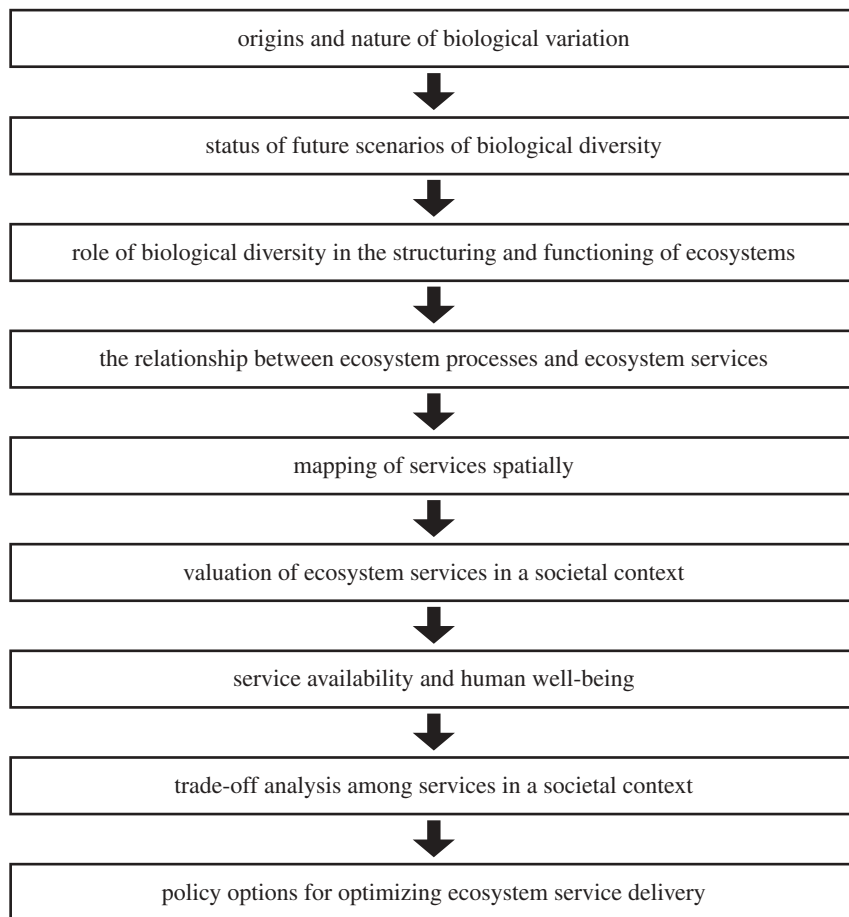 origins and nature of biological variation
status of future scenarios of biological diversity
role of biological diversity in the structuring and functioning of ecosystems
the relationship between ecosystem processes and ecosystem services
mapping of services spatially
valuation of ecosystem services in a societal context
service availability and human well-being
trade-off analysis among services in a societal context
policy options for optimizing ecosystem service delivery